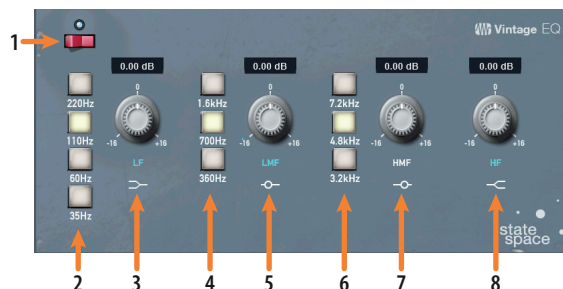 Vintage EQ
1
0.00 dB 0.00 dB 0.00 dB 0.00 dB
0 0 0 0
220Hz 1.6kHz 7.2kHz
110Hz 700Hz 4.8kHz
-16 +16 -16 +16 -16 +16 -16 +16
60Hz 360Hz 3.2kHz
LF LMF HMF HF
35Hz
state
space
2 3 4 5 6 7 8